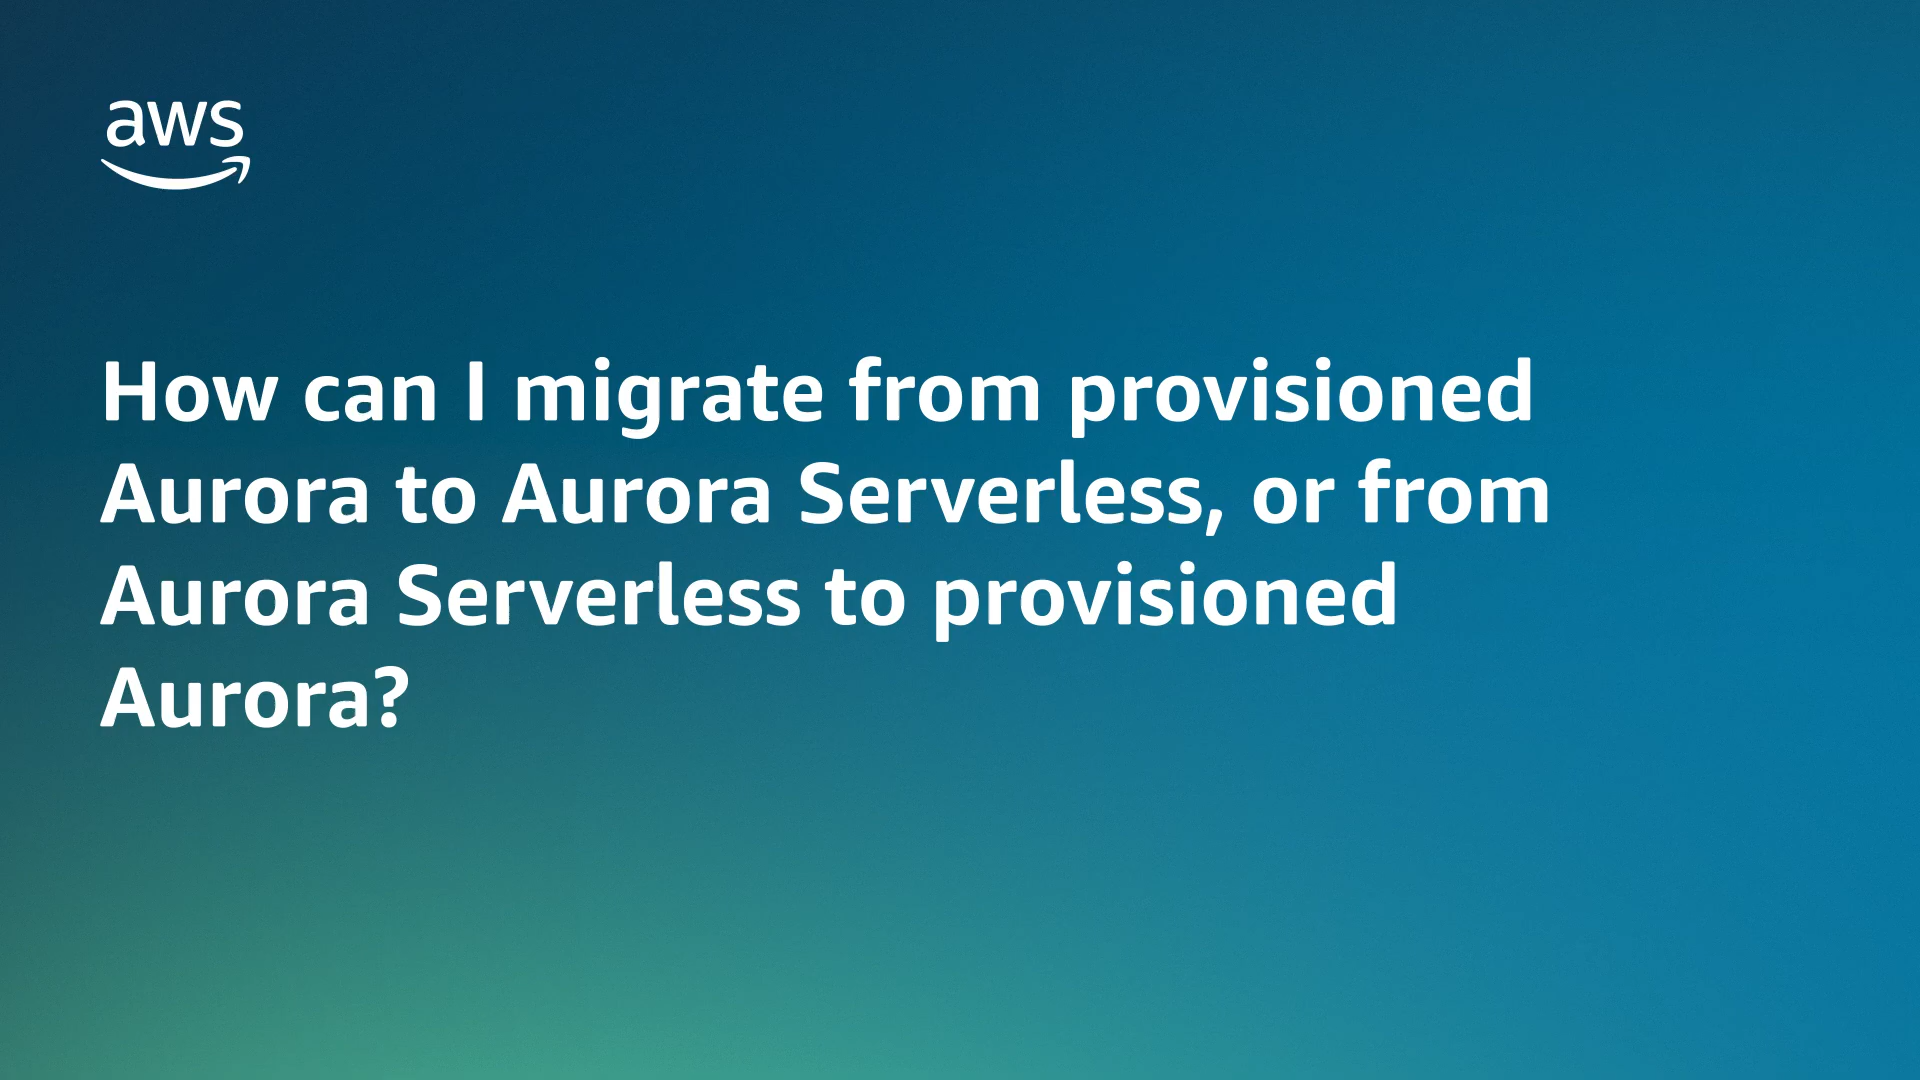 aws
How can I migrate from provisioned
Aurora to Aurora Serverless, or from
Aurora Serverless to provisioned
Aurora?